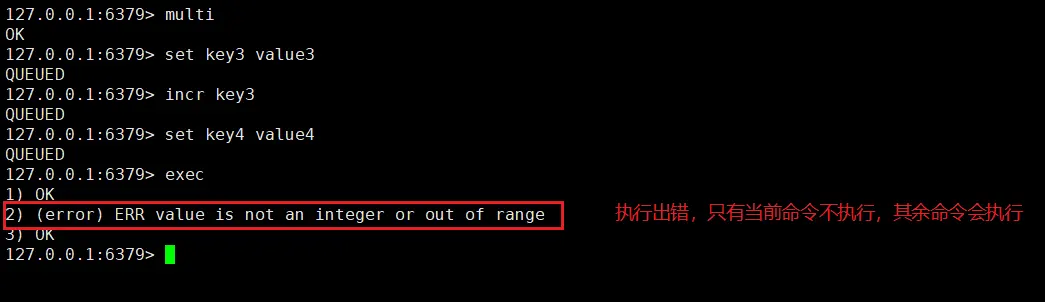 127.0.0.1:6379> multi
OK
127.0.0.1:6379> set key3 value3
QUEUED
127.0.0.1:6379> incr key3
QUEUED
127.0.0.1:6379> set key4 value4
QUEUED
127.0.0.1:6379> exec
1) OK
2) (error) ERR value is not an integer or out of range
执行出错，只有当前命令不执行，其余命令会执行
3) OK
127.0.0.1:6379>